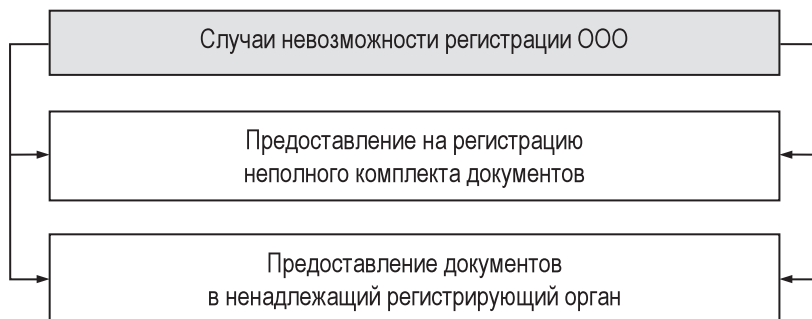 Случаи невозможности регистрации ООО
Предоставление на регистрацию
неполного комплекта документов
Предоставление документов
в ненадлежащий регистрирующий орган